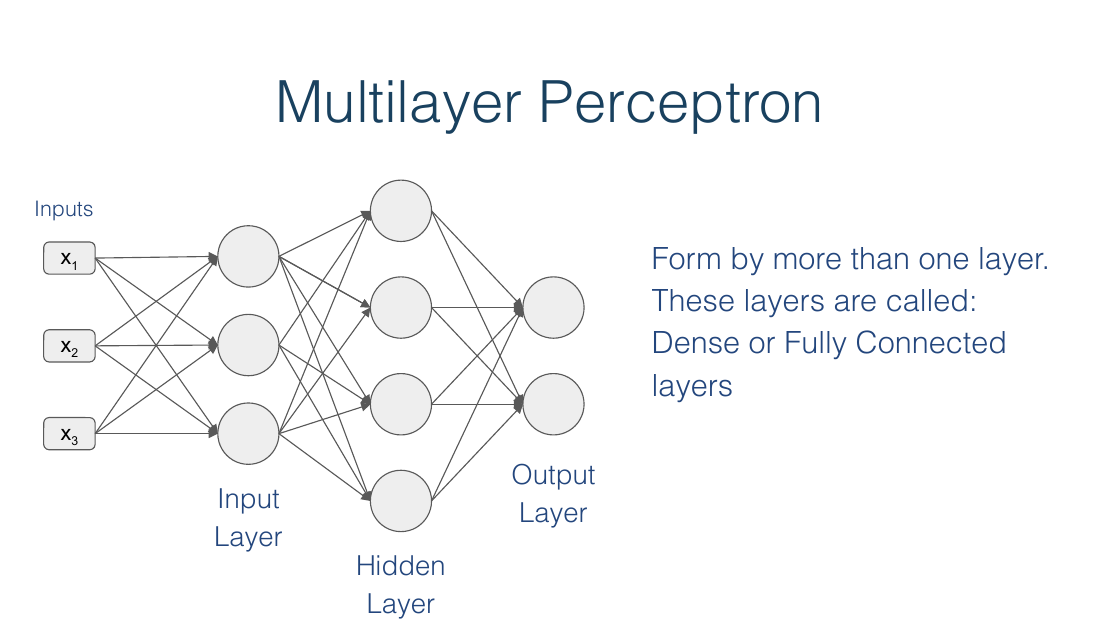 Multilayer Perceptron
Inputs
x1
x2
x3
Input
Layer
Hidden
Layer
Output
Layer
Form by more than one layer.
These layers are called:
Dense or Fully Connected
layers